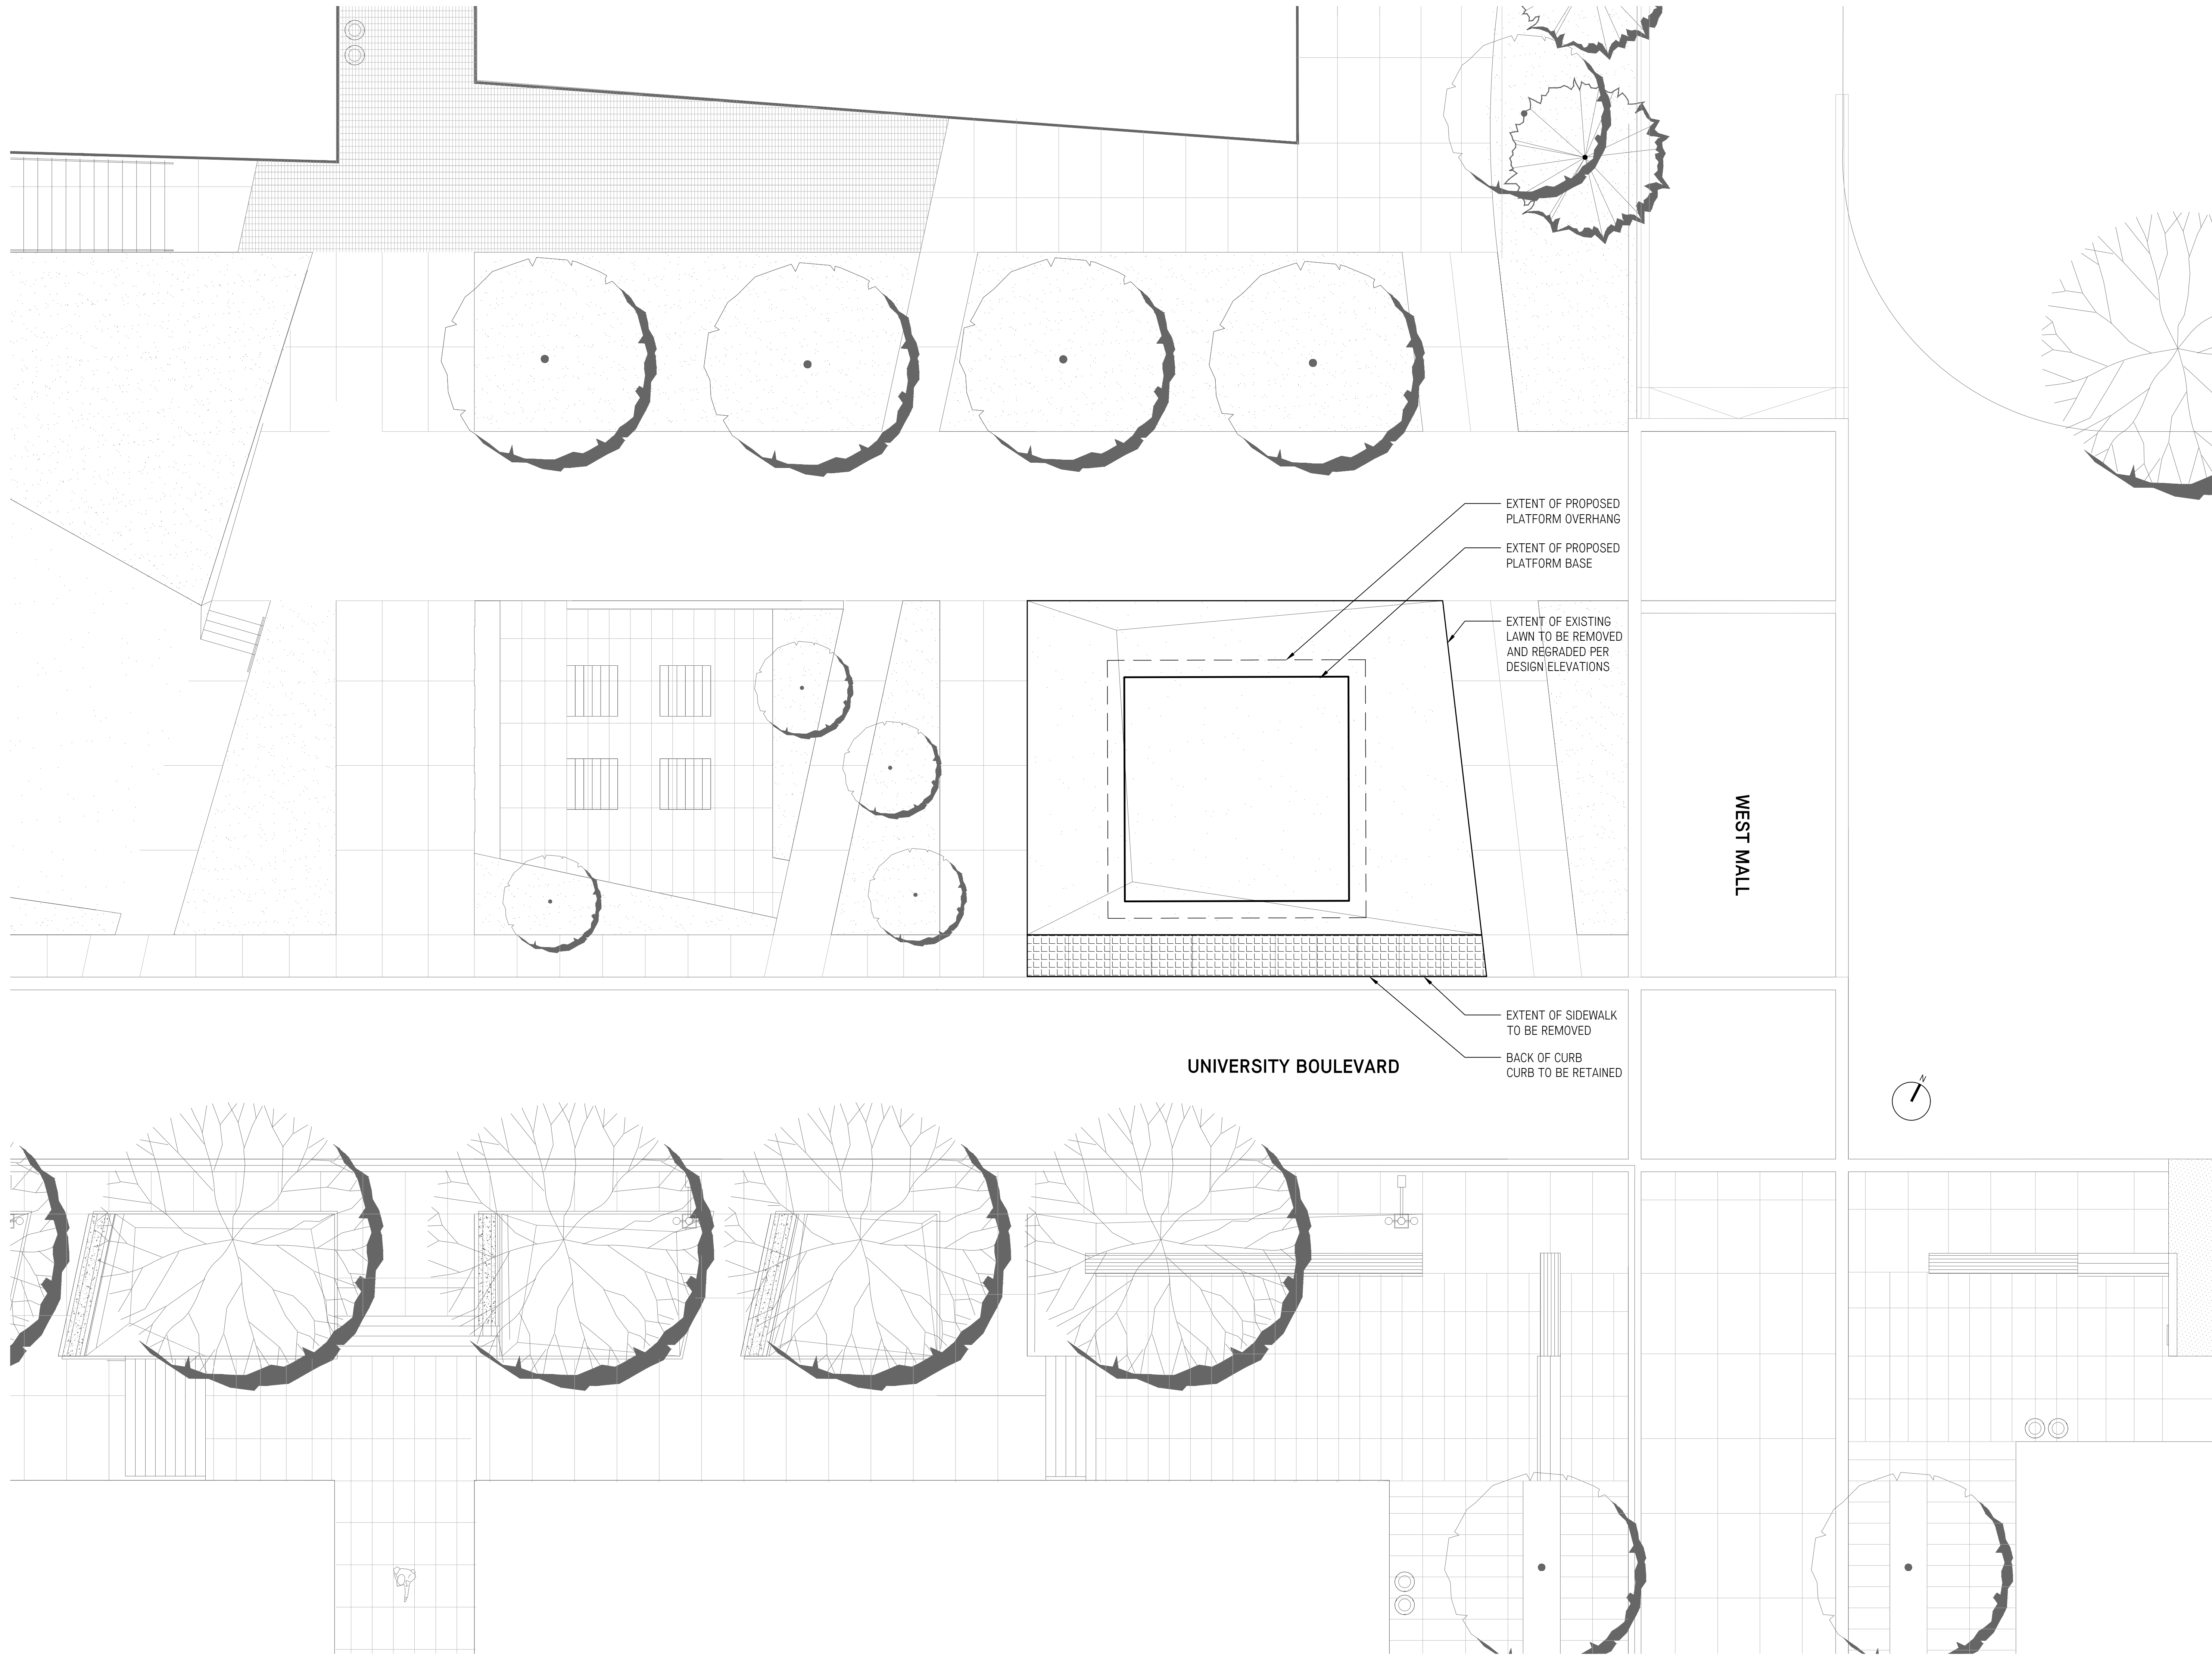 EXTENT OF PROPOSED
PLATFORM OVERHANG
EXTENT OF PROPOSED
PLATFORM BASE
EXTENT OF EXISTING
LAWN TO BE REMOVED
AND REGRADED PER
DESIGN ELEVATIONS
WEST MALL
EXTENT OF SIDEWALK
TO BE REMOVED
BACK OF CURB
CURB TO BE RETAINED
UNIVERSITY BOULEVARD
N